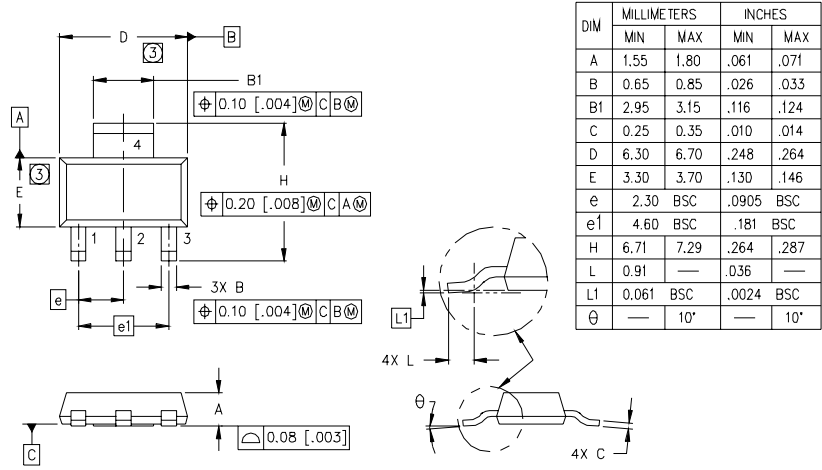 D
B
3
B1
⌖ 0.10 [.004]Ⓜ C BⓂ
A
4
3
H
E
⌖ 0.20 [.008]Ⓜ C AⓂ
1 2 3
e
3X B
e1
⌖ 0.10 [.004]Ⓜ C BⓂ
L1
4X L
A
θ
⌓ 0.08 [.003]
C
4X C
DIM MILLIMETERS INCHES
MIN MAX MIN MAX
A 1.55 1.80 .061 .071
B 0.65 0.85 .026 .033
B1 2.95 3.15 .116 .124
C 0.25 0.35 .010 .014
D 6.30 6.70 .248 .264
E 3.30 3.70 .130 .146
e 2.30 BSC .0905 BSC
e1 4.60 BSC .181 BSC
H 6.71 7.29 .264 .287
L 0.91 — .036 —
L1 0.061 BSC .0024 BSC
θ — 10° — 10°